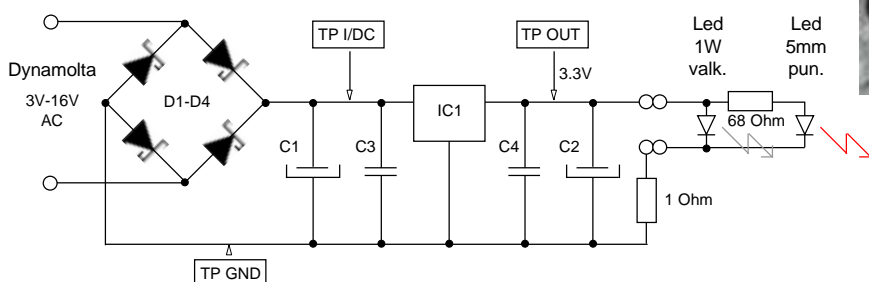 Dynamolta
3V-16V
AC
D1-D4
TP I/DC
TP OUT
3.3V
IC1
C1
C3
C4
C2
TP GND
Led
1W
valk.
Led
5mm
pun.
68 Ohm
1 Ohm